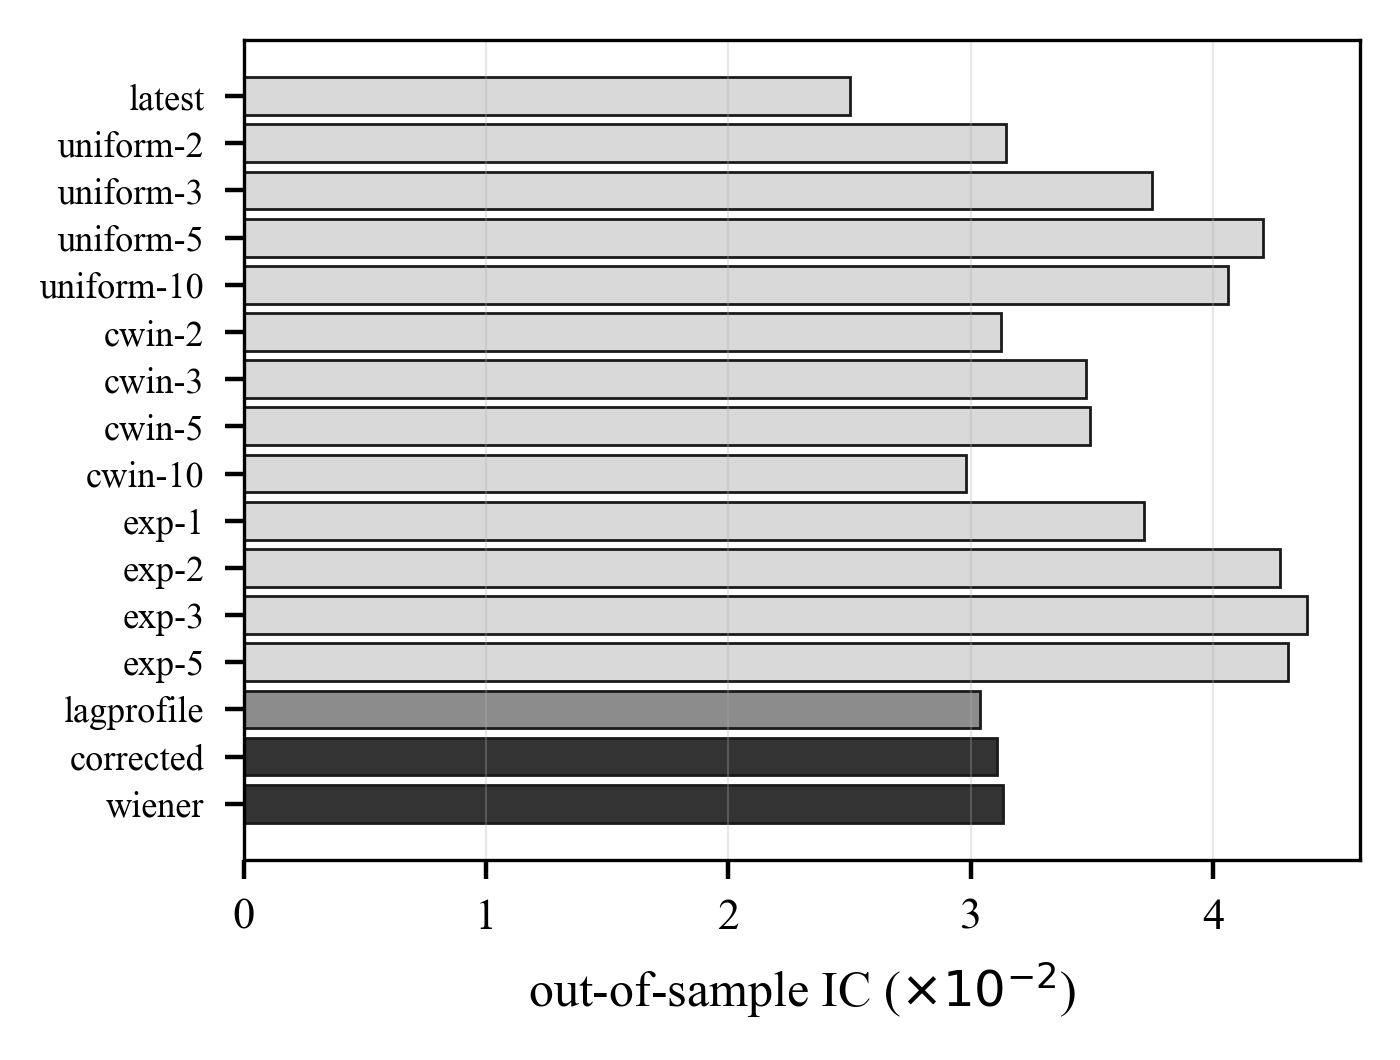 latest
uniform-2
uniform-3
uniform-5
uniform-10
cwin-2
cwin-3
cwin-5
cwin-10
exp-1
exp-2
exp-3
exp-5
lagprofile
corrected
wiener
0 1 2 3 4
out-of-sample IC (×10⁻²)